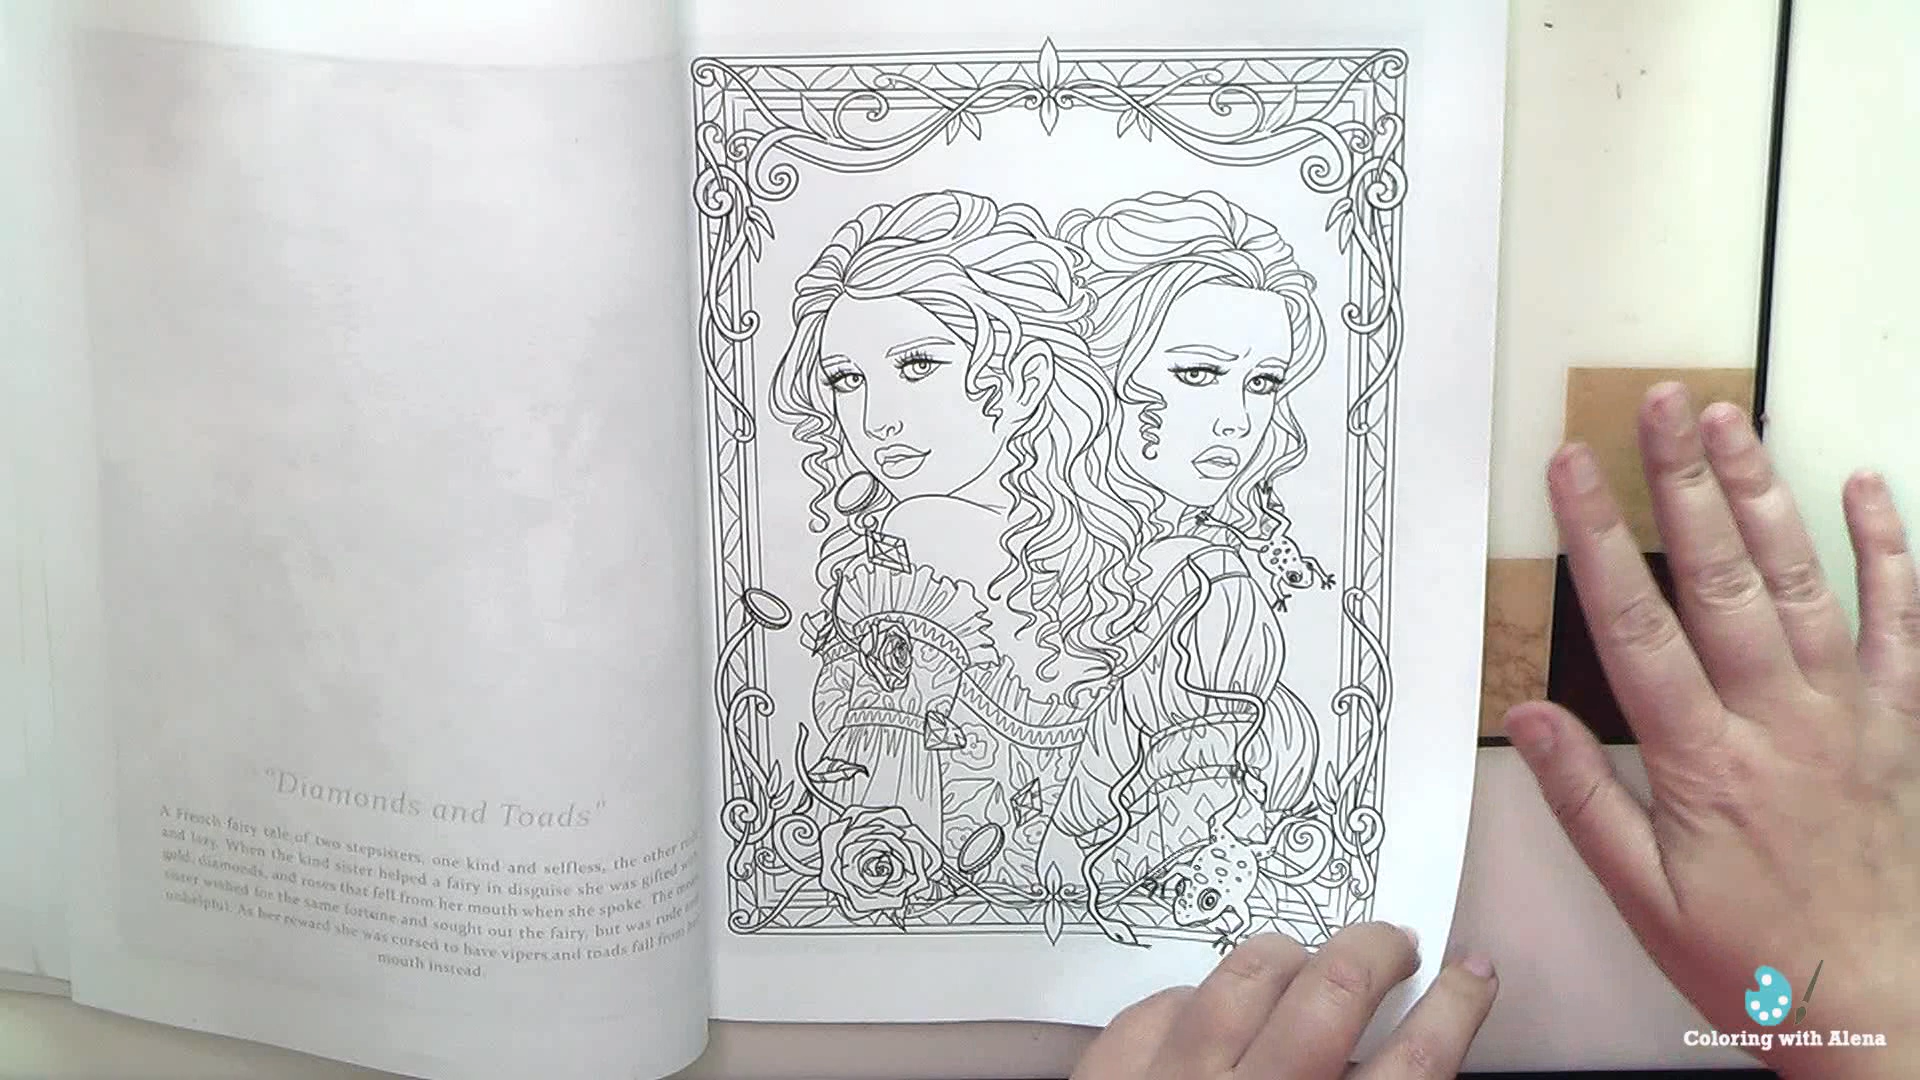 "Diamonds and Toads"
A French fairy tale of two stepsisters, one kind and selfless, the other
and lazy. When the kind sister helped a fairy in disguise she was gifted
gold, diamonds, and roses that fell from her mouth when she spoke. The
sister wished for the same fortune and sought out the fairy, but was rude
unhelpful. As her reward she was cursed to have vipers and toads fall from
mouth instead.
Coloring with Alena